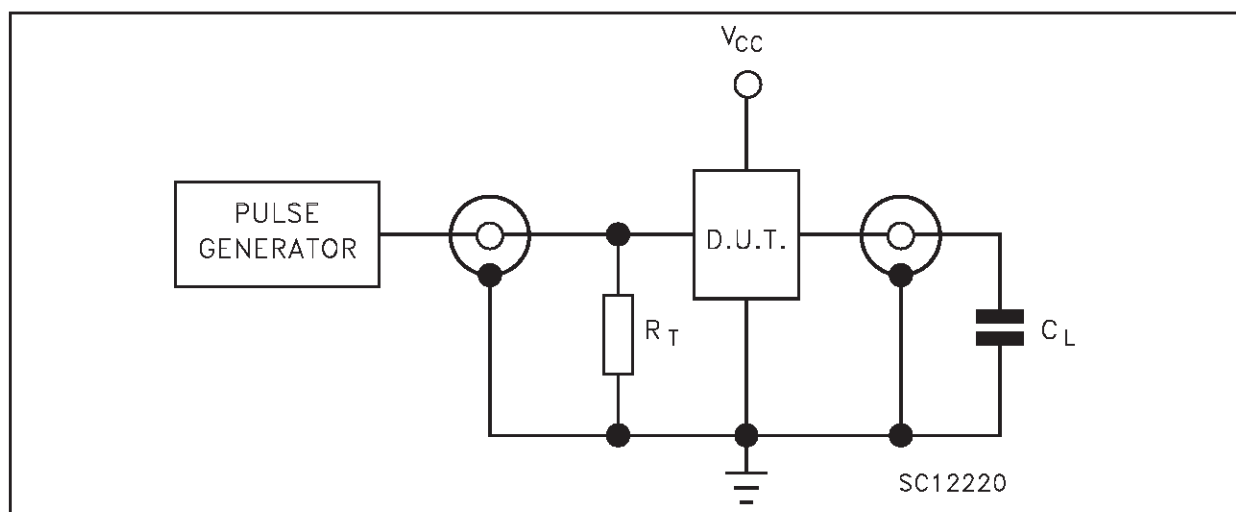 VCC
PULSE
GENERATOR
D.U.T.
RT
CL
SC12220